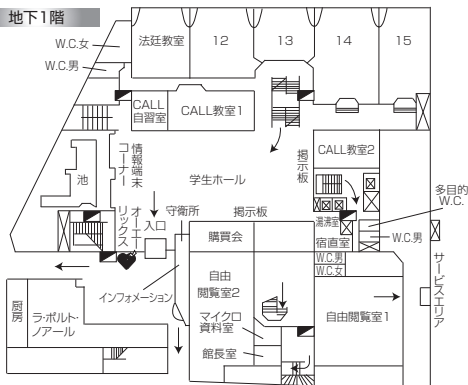 地下1階
W.C.女
W.C.男
法廷教室
12
13
14
15
CALL
自習室
CALL教室1
CALL教室2
情報端末
コーナー
池
学生ホール
掲示板
多目的
W.C.
オーエー
リックス
入口
守衛所
掲示板
湯沸室
宿直室
W.C.男
購買会
W.C.男
W.C.女
サービスエリア
インフォメーション
自由
閲覧室2
自由閲覧室1
厨房
ラ・ポルト・
ノアール
マイクロ
資料室
館長室